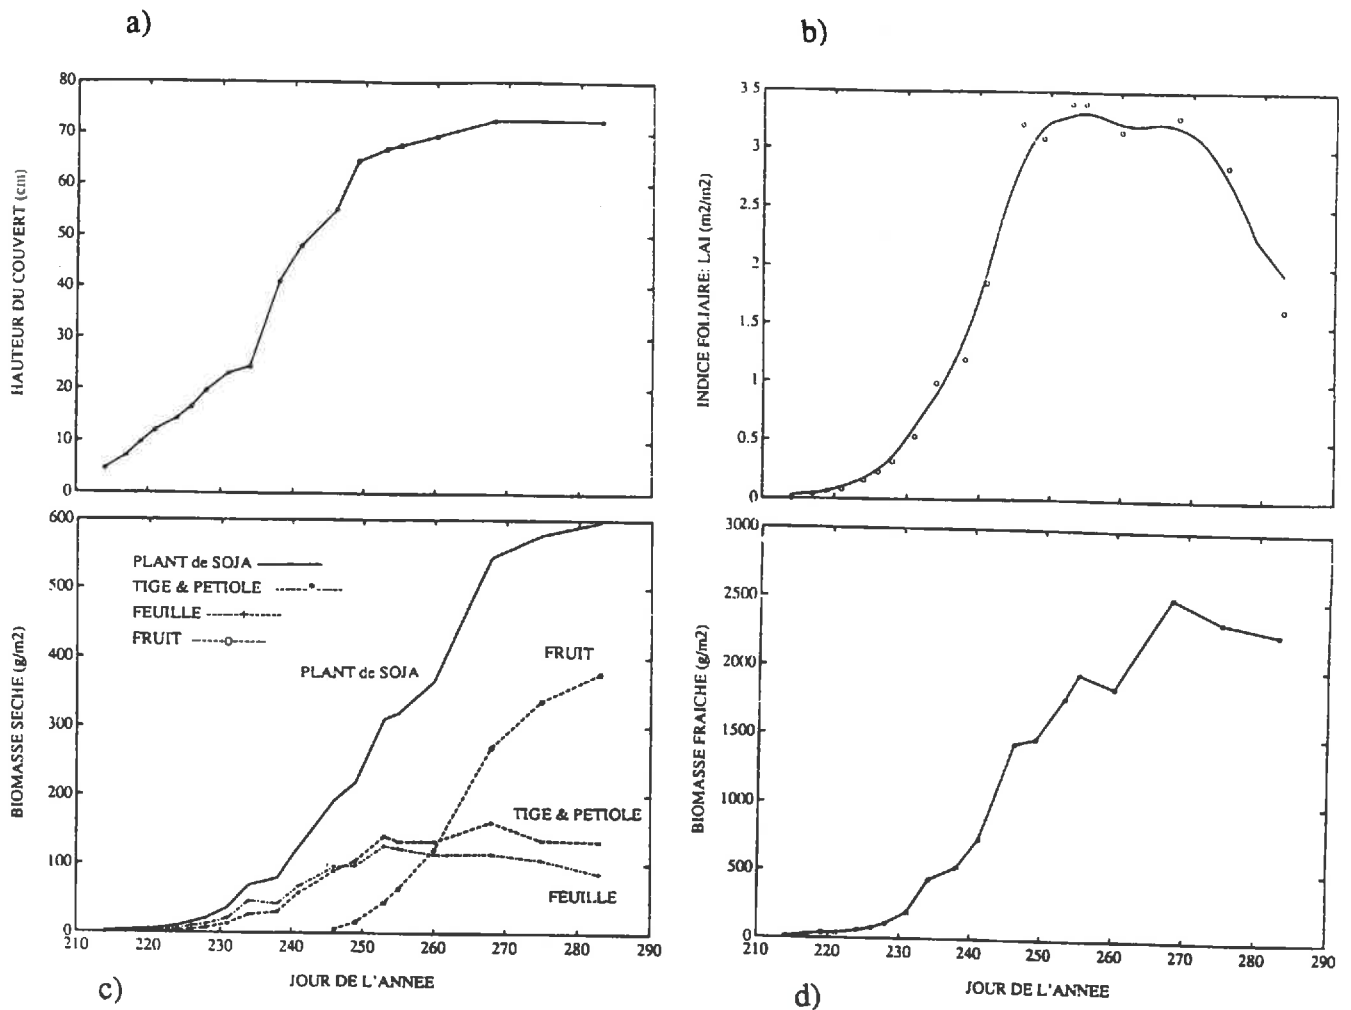 a)
80
70
60
50
40
30
20
10
0
HAUTEUR DU COUVERT (cm)
b)
3.5
3
2.5
2
1.5
1
0.5
0
INDICE FOLIAIRE: LAI (m2/m2)
600
500
400
300
200
100
0
BIOMASSE SECHE (g/m2)
PLANT de SOJA
TIGE & PETIOLE
FEUILLE
FRUIT
PLANT de SOJA
FRUIT
TIGE & PETIOLE
FEUILLE
210 220 230 240 250 260 270 280 290
JOUR DE L'ANNEE
c)
3000
2500
2000
1500
1000
500
0
BIOMASSE FRAICHE (g/m2)
210 220 230 240 250 260 270 280 290
JOUR DE L'ANNEE
d)